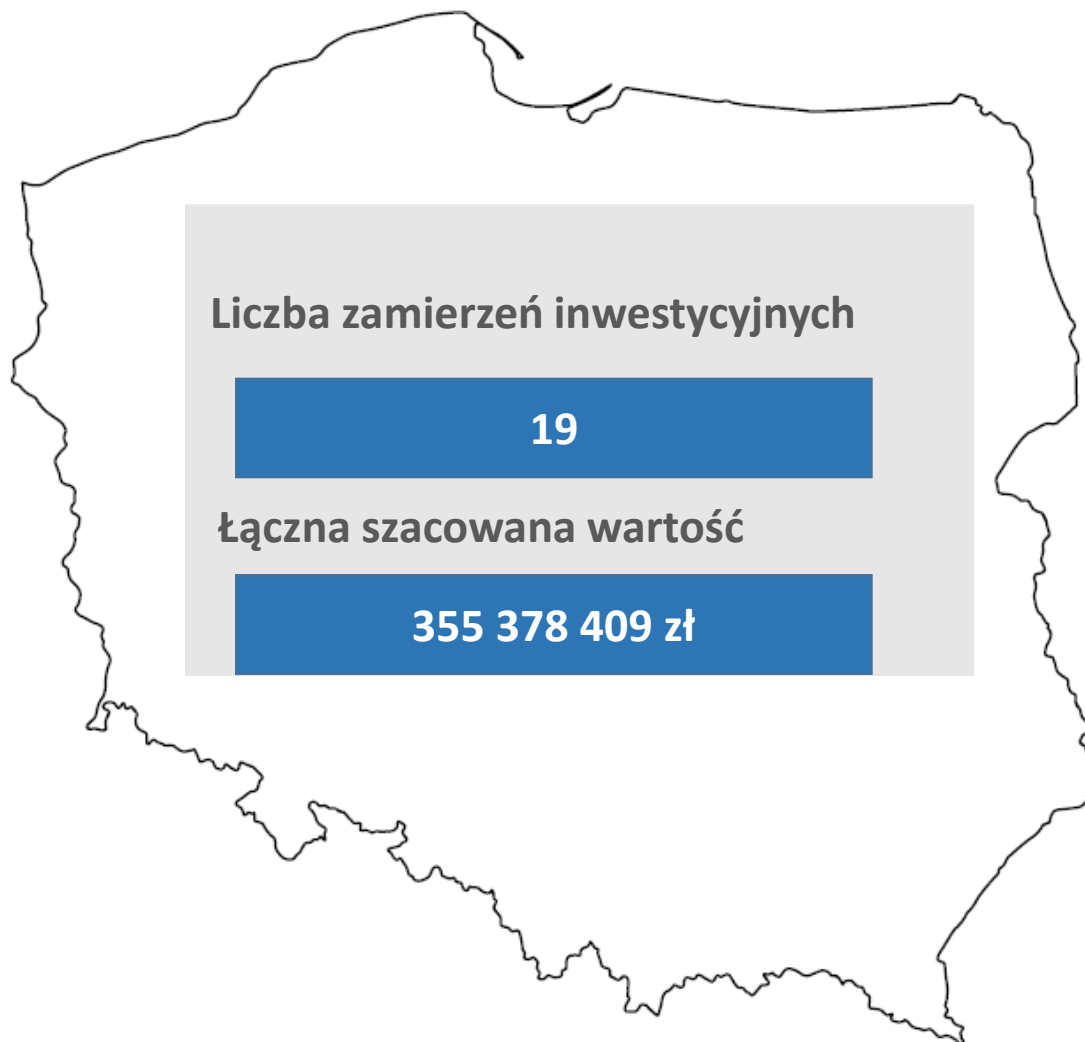 Liczba zamierzeń inwestycyjnych
19
Łączna szacowana wartość
355 378 409 zł